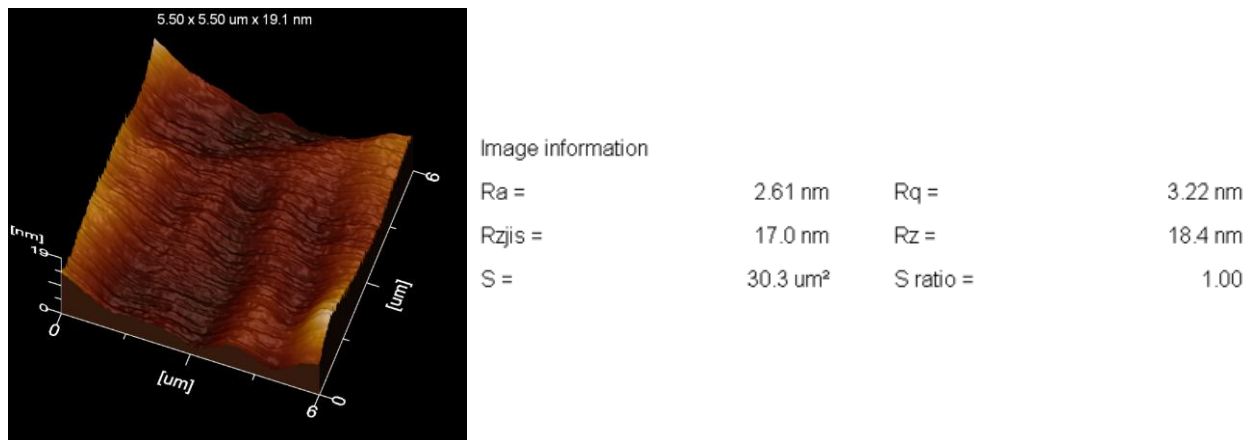 5.50 x 5.50 um x 19.1 nm
[nm]
19
0
0
[um]
6
0
[um]
6
Image information
Ra = 2.61 nm Rq = 3.22 nm
Rzjis = 17.0 nm Rz = 18.4 nm
S = 30.3 um² S ratio = 1.00